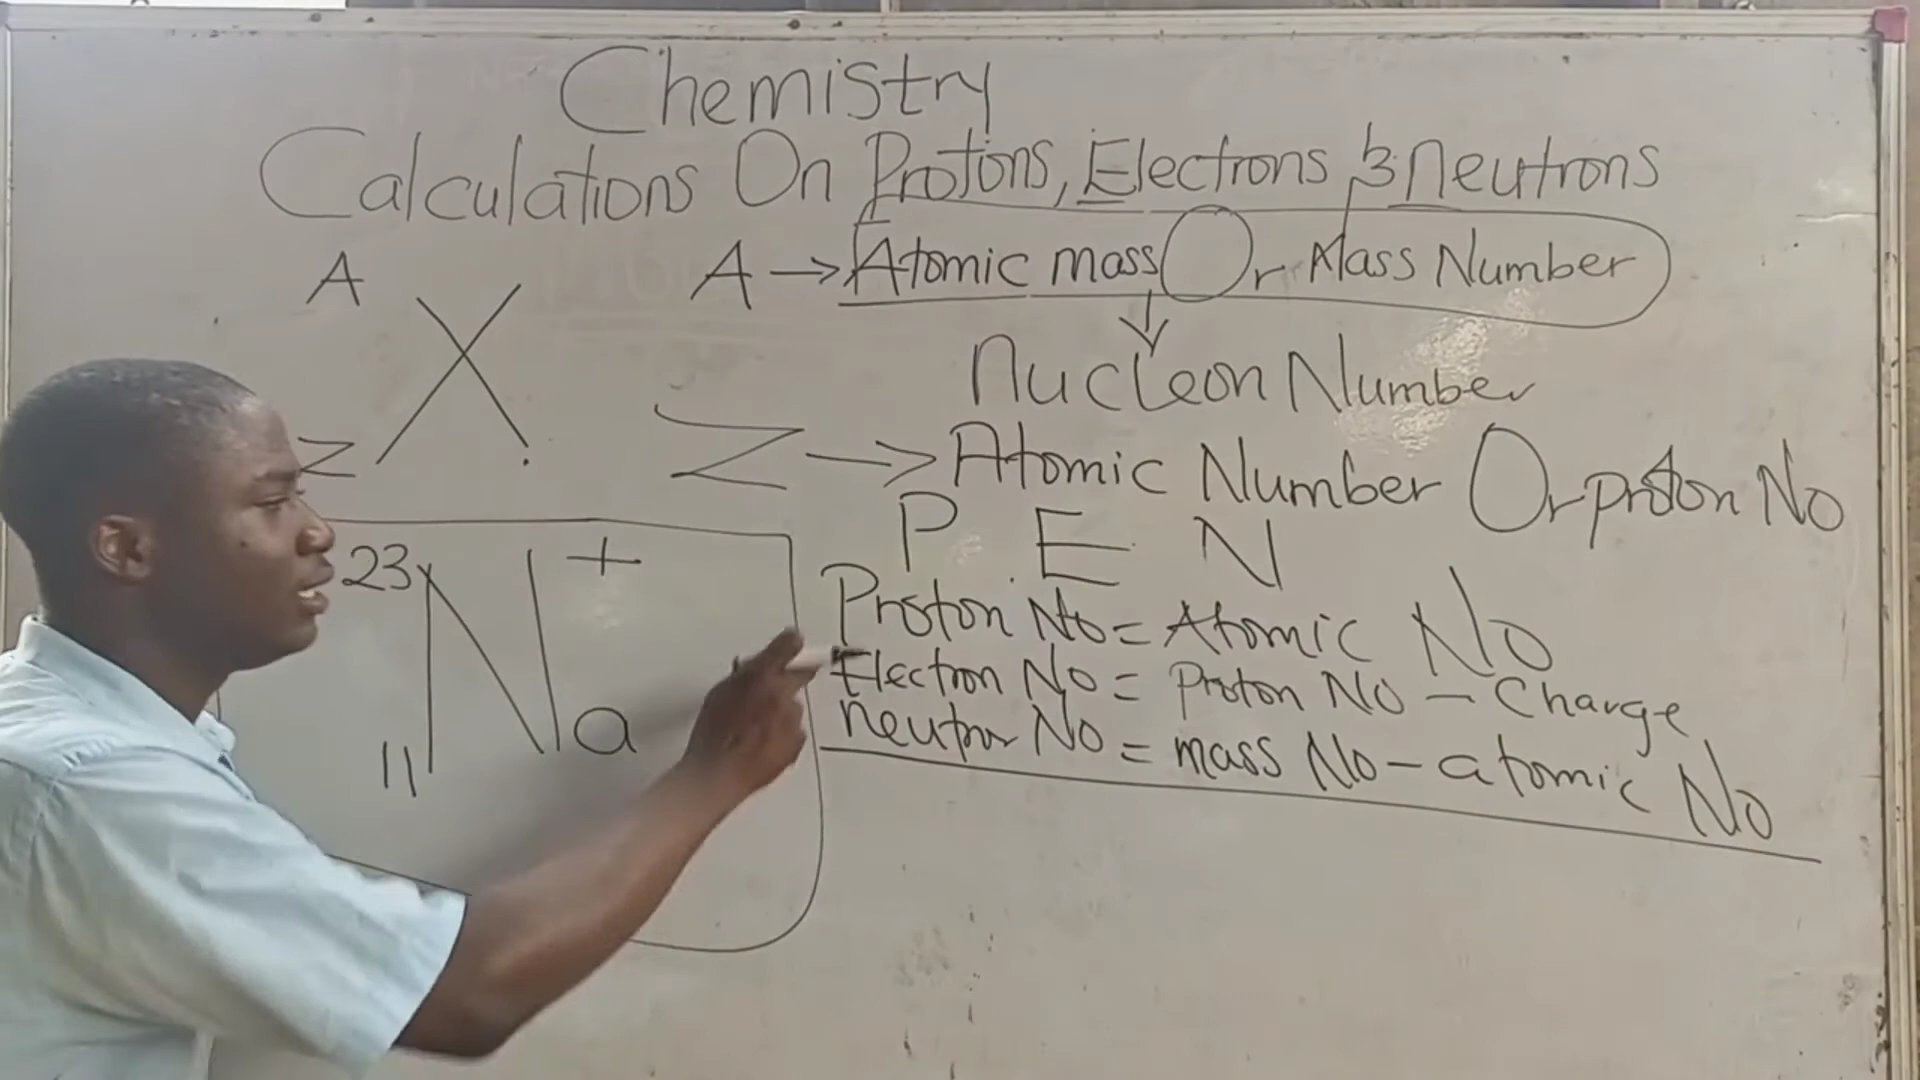 Chemistry
Calculations On Protons, Electrons & Neutrons
A
X
Z
A → Atomic mass Or Mass Number
Nucleon Number
Z → Atomic Number Or proton No
P E N
23
Na +
11
Proton No = Atomic No
Electron No = Proton No - Charge
Neutron No = mass No - atomic No